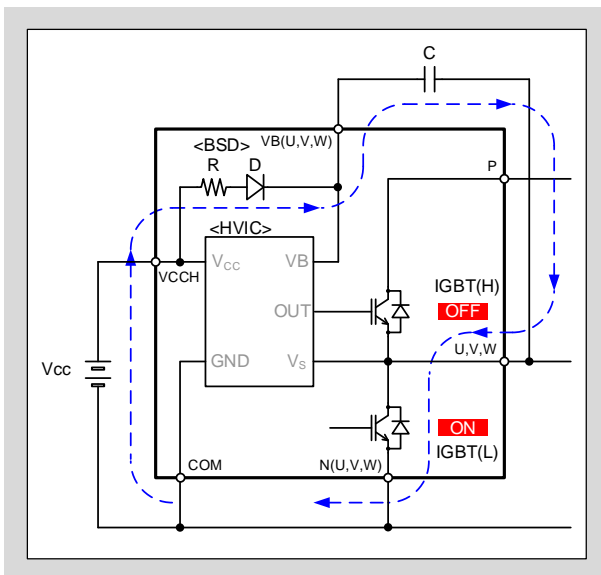 C
VB(U,V,W)
<BSD>
R
D
P
<HVIC>
VCC
VB
VCCH
IGBT(H)
OUT
OFF
U,V,W
Vcc
GND
VS
ON
IGBT(L)
COM
N(U,V,W)